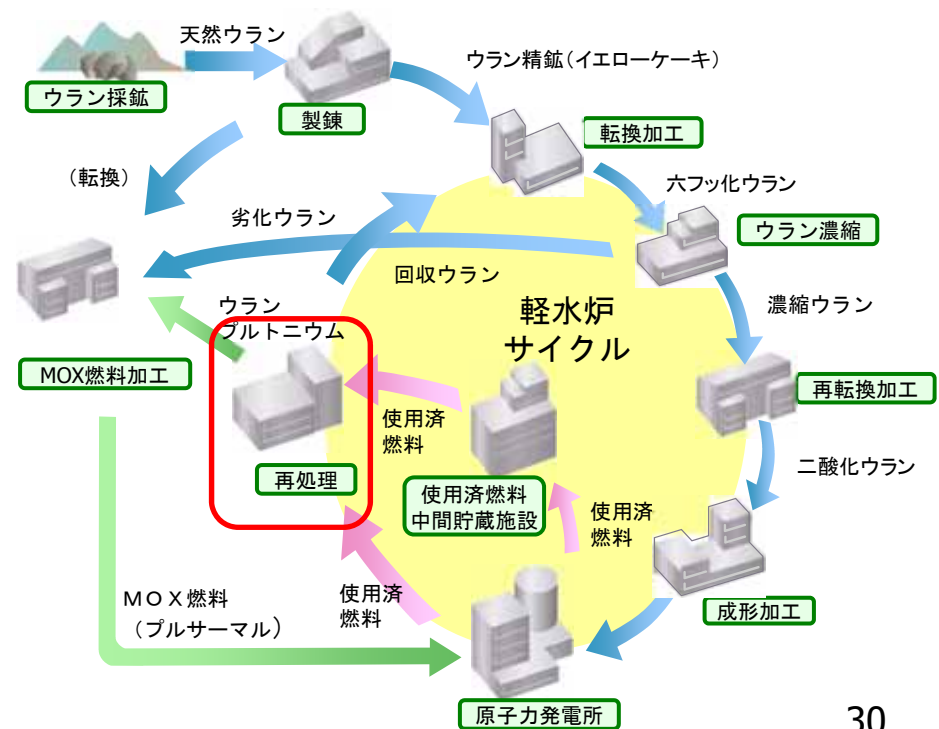 天然ウラン
ウラン精鉱(イエローケーキ)
ウラン採鉱
製錬
転換加工
(転換)
六フッ化ウラン
劣化ウラン
ウラン濃縮
回収ウラン
ウラン
プルトニウム
軽水炉
サイクル
濃縮ウラン
MOX燃料加工
再転換加工
使用済
燃料
再処理
使用済燃料
中間貯蔵施設
使用済
燃料
二酸化ウラン
使用済
燃料
MOX燃料
(プルサーマル)
成形加工
原子力発電所
30